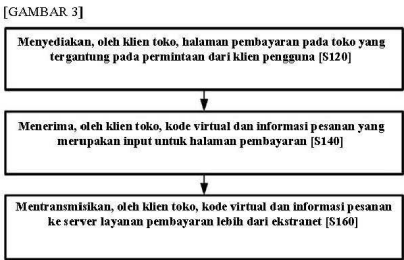 [GAMBAR 3]
Menyediakan, oleh klien toko, halaman pembayaran pada toko yang
tergantung pada permintaan dari klien pengguna [S120]
Menerima, oleh klien toko, kode virtual dan informasi pesanan yang
merupakan input untuk halaman pembayaran [S140]
Mentransmisikan, oleh klien toko, kode virtual dan informasi pesanan
ke server layanan pembayaran lebih dari ekstranet [S160]